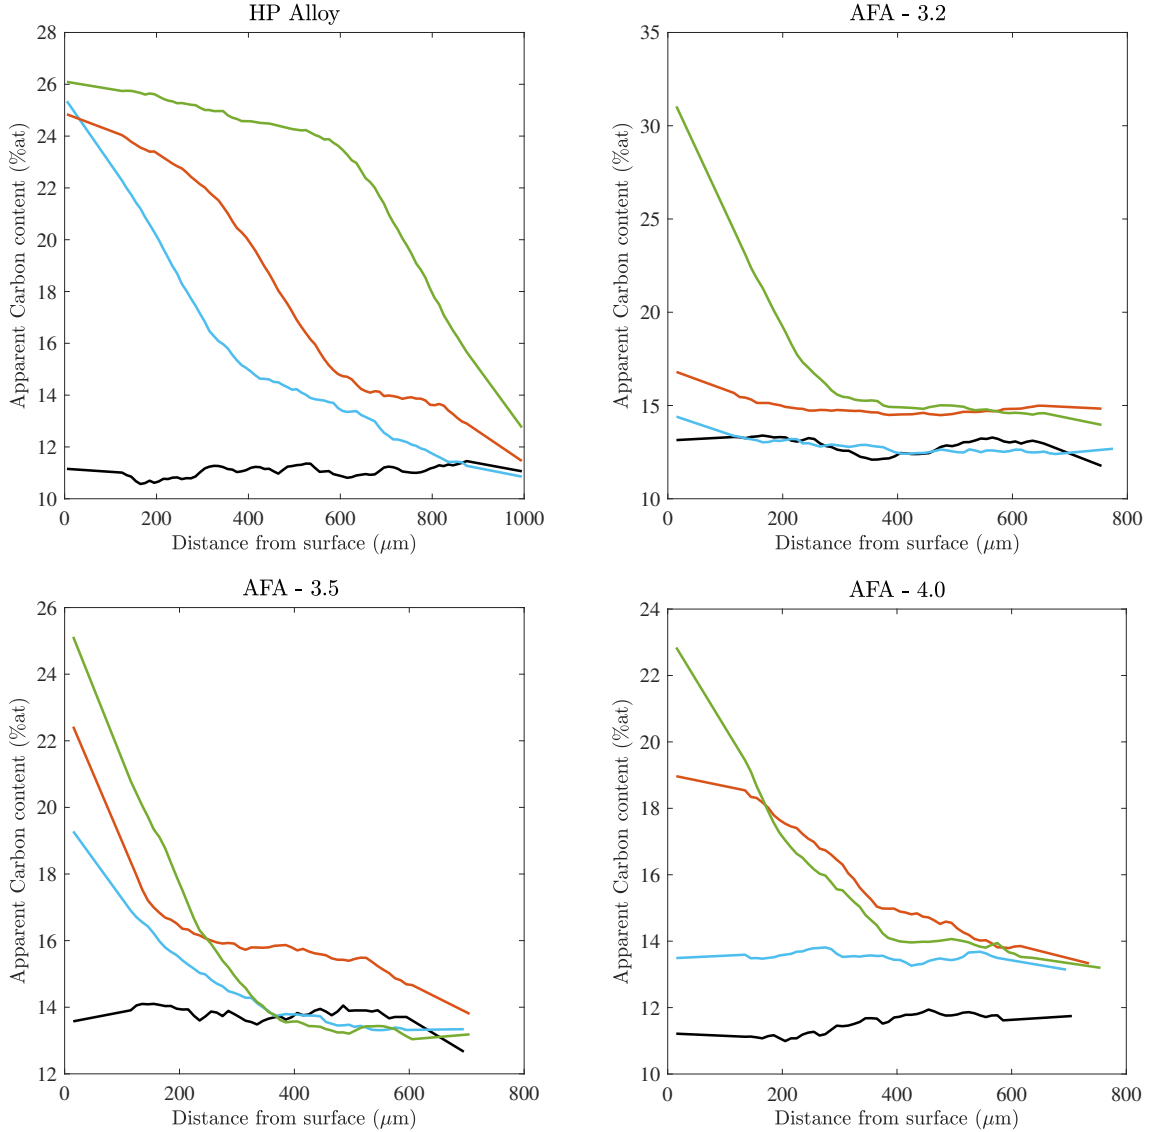 HP Alloy
28
26
24
22
20
18
16
14
12
10
0 200 400 600 800 1000
Apparent Carbon content (%at)
Distance from surface (μm)
AFA - 3.2
35
30
25
20
15
10
0 200 400 600 800
Apparent Carbon content (%at)
Distance from surface (μm)
AFA - 3.5
26
24
22
20
18
16
14
12
0 200 400 600 800
Apparent Carbon content (%at)
Distance from surface (μm)
AFA - 4.0
24
22
20
18
16
14
12
10
0 200 400 600 800
Apparent Carbon content (%at)
Distance from surface (μm)